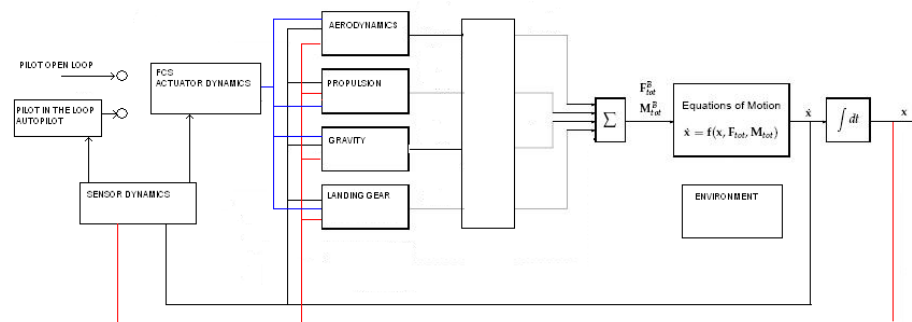 PILOT OPEN LOOP
PILOT IN THE LOOP
AUTOPILOT
SENSOR DYNAMICS
FCS
ACTUATOR DYNAMICS
AERODYNAMICS
PROPULSION
GRAVITY
LANDING GEAR
∑
F^B_tot
M^B_tot
Equations of Motion
ẋ = f(x, F_tot, M_tot)
ENVIRONMENT
ẋ
∫ dt
x